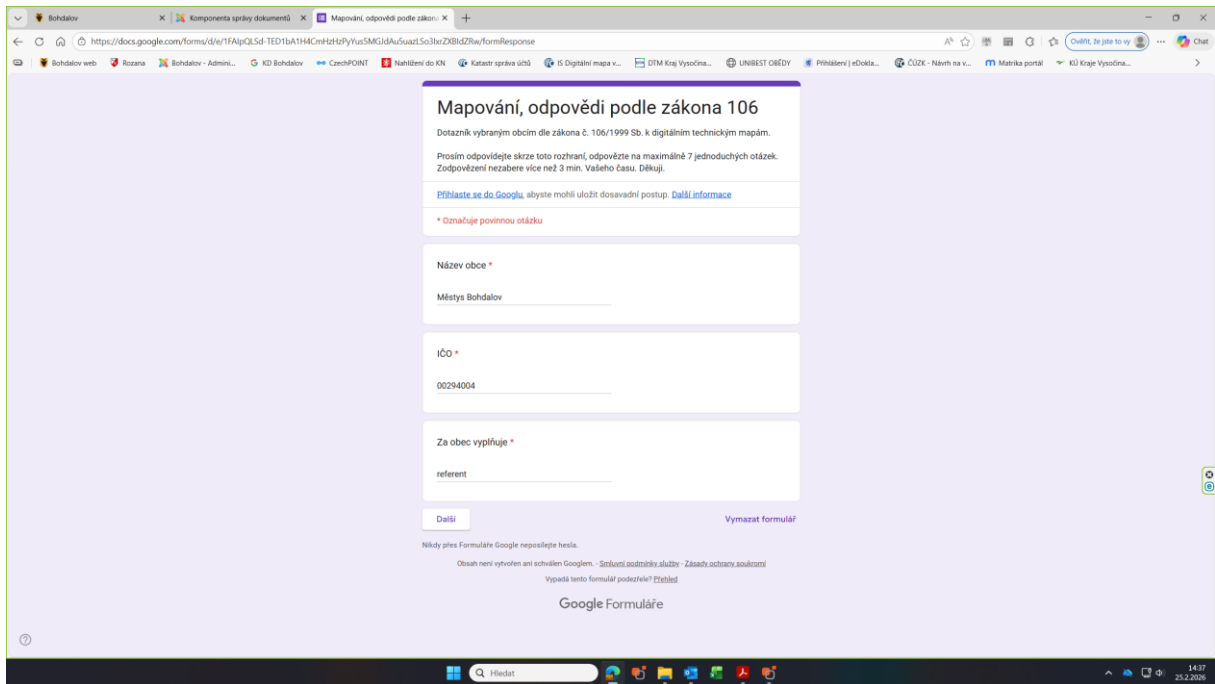 Bohdalov
Komponenta správy dokumentů
Mapování, odpovědi podle zákon
https://docs.google.com/forms/d/e/1FAIpQLSd-TED1bA1H4CmHzHzPyYus5MGJdAu5uazLSo3IxrZXBIdZRw/formResponse
Ověřit, že jste to vy
Chat
Bohdalov web
Rozana
Bohdalov - Admini...
KD Bohdalov
CzechPOINT
Nahlížení do KN
Katastr správa účtů
IS Digitální mapa v...
DTM Kraj Vysočina...
UNIBEST OBĚDY
Přihlášení | eDokla...
ČÚZK - Návrh na v...
Matrika portál
KÚ Kraje Vysočina...
Mapování, odpovědi podle zákona 106
Dotazník vybraným obcím dle zákona č. 106/1999 Sb. k digitálním technickým mapám.
Prosím odpovídejte skrze toto rozhraní, odpovězte na maximálně 7 jednoduchých otázek.
Zodpovězení nezabere více než 3 min. Vašeho času. Děkuji.
Přihlaste se do Googlu, abyste mohli uložit dosavadní postup. Další informace
* Označuje povinnou otázku
Název obce *
Městys Bohdalov
IČO *
00294004
Za obec vyplňuje *
referent
Další
Vymazat formulář
Nikdy přes Formuláře Google neposílejte hesla.
Obsah není vytvořen ani schválen Googlem. - Smluvní podmínky služby - Zásady ochrany soukromí
Vypadá tento formulář podezřele? Přehled
Google Formuláře
Hledat
14:37
25.2.2026